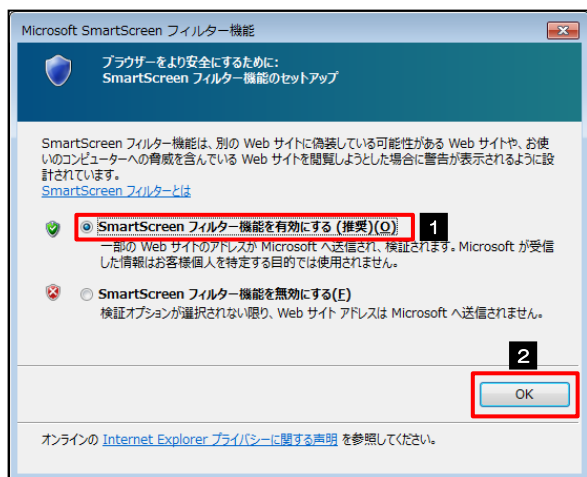 Microsoft SmartScreen フィルター機能
ブラウザーをより安全にするために:
SmartScreen フィルター機能のセットアップ
SmartScreen フィルター機能は、別の Web サイトに偽装している可能性がある Web サイトや、お使
いのコンピューターへの脅威を含んでいる Web サイトを閲覧しようとした場合に警告が表示されるように設
計されています。
SmartScreen フィルターとは
SmartScreen フィルター機能を有効にする (推奨)(O)
1
一部の Web サイトのアドレスが Microsoft へ送信され、検証されます。Microsoft が受信
した情報はお客様個人を特定する目的では使用されません。
SmartScreen フィルター機能を無効にする(F)
検証オプションが選択されない限り、Web サイト アドレスは Microsoft へ送信されません。
2
OK
オンラインの Internet Explorer プライバシーに関する声明 を参照してください。